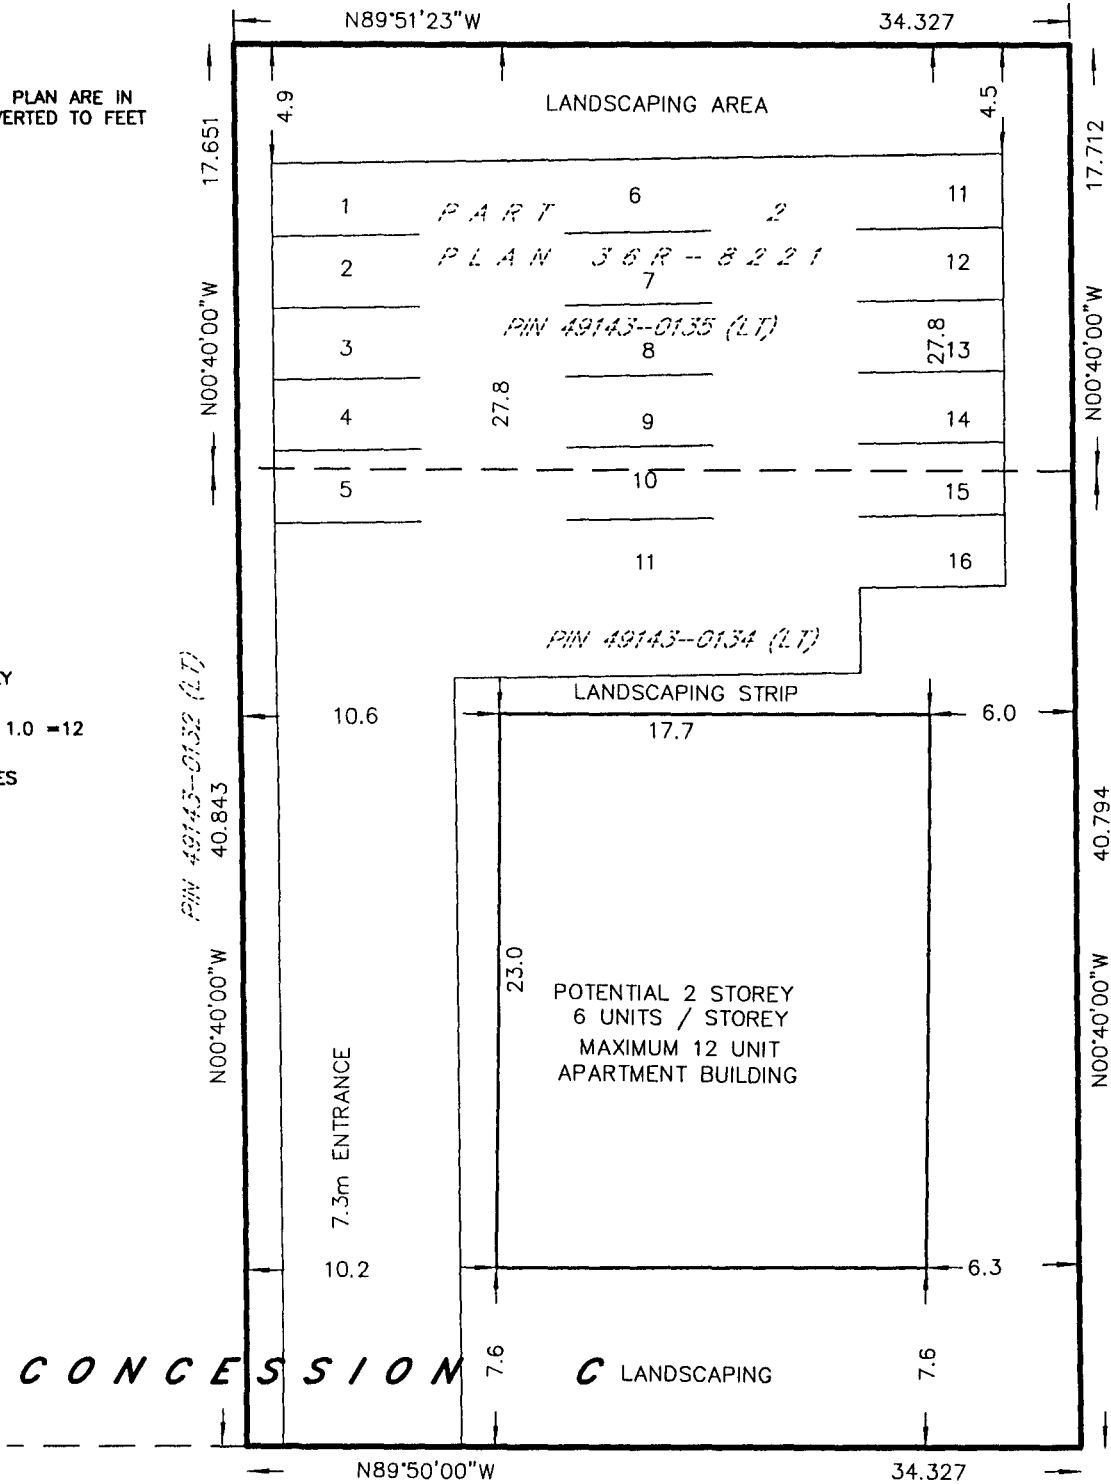 N89°51'23"W 34.327
PLAN ARE IN
VERTED TO FEET
4.9
LANDSCAPING AREA
4.5
17.651
17.712
1 6 11
PART 2
2 12
PLAN 36R-8221
7
N00°40'00"W
N00°40'00"W
PIN 49143-0135 (LT)
3 8 13
27.8
27.8
4 9 14
5 10 15
11 16
PIN 49143-0134 (LT)
LANDSCAPING STRIP
10.6
17.7
6.0
1.0 =12
PIN 49143-0132 (LT)
40.843
40.794
23.0
N00°40'00"W
N00°40'00"W
POTENTIAL 2 STOREY
6 UNITS / STOREY
MAXIMUM 12 UNIT
APARTMENT BUILDING
7.3m ENTRANCE
10.2
6.3
7.6
7.6
CONCESSION C
LANDSCAPING
N89°50'00"W 34.327